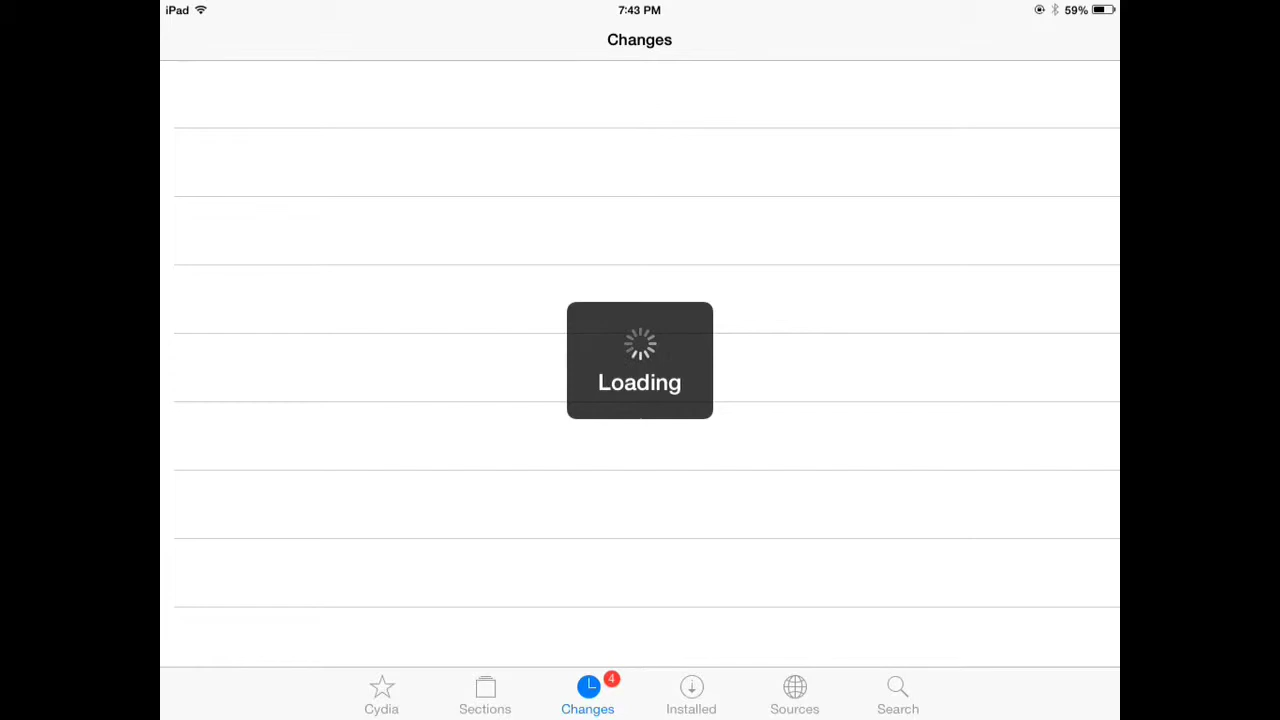 iPad 7:43 PM 59%
Changes
Loading
4
Cydia Sections Changes Installed Sources Search